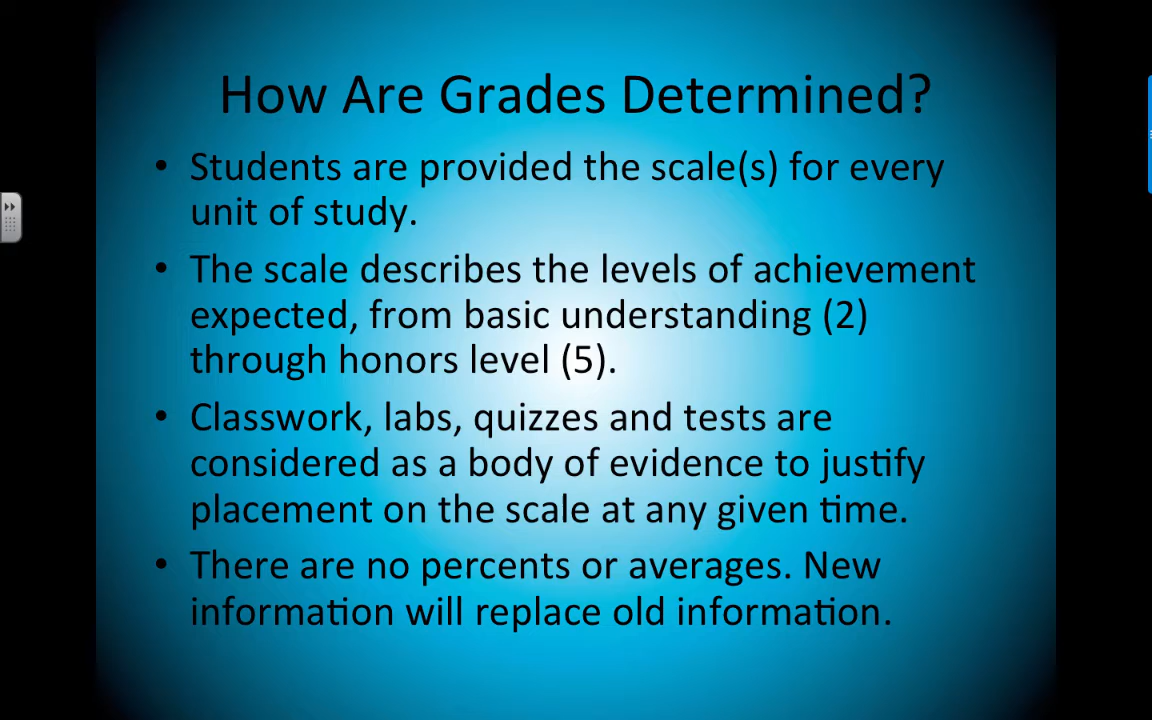 How Are Grades Determined?
• Students are provided the scale(s) for every
unit of study.
• The scale describes the levels of achievement
expected, from basic understanding (2)
through honors level (5).
• Classwork, labs, quizzes and tests are
considered as a body of evidence to justify
placement on the scale at any given time.
• There are no percents or averages. New
information will replace old information.